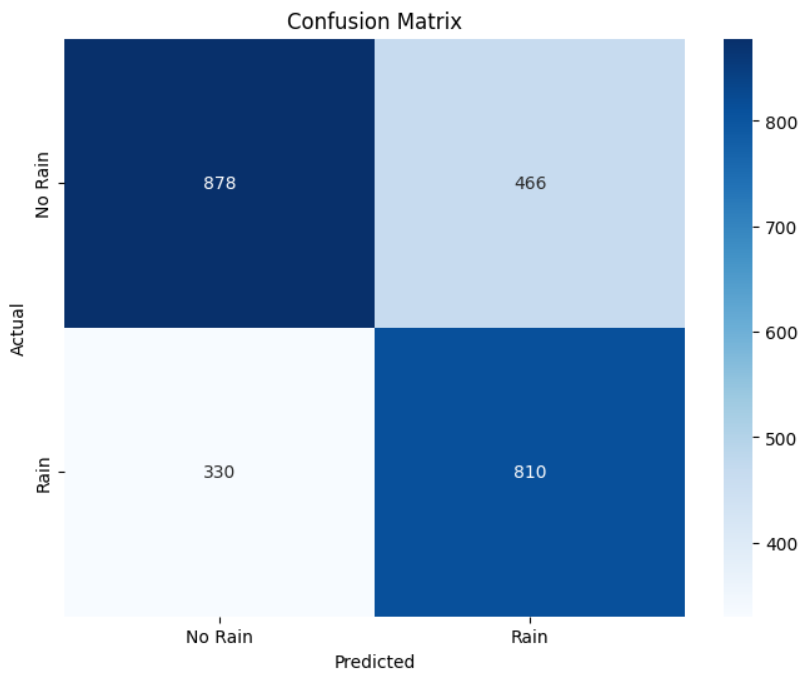 Confusion Matrix
No Rain
878
466
Actual
Rain
330
810
No Rain
Rain
Predicted
800
700
600
500
400